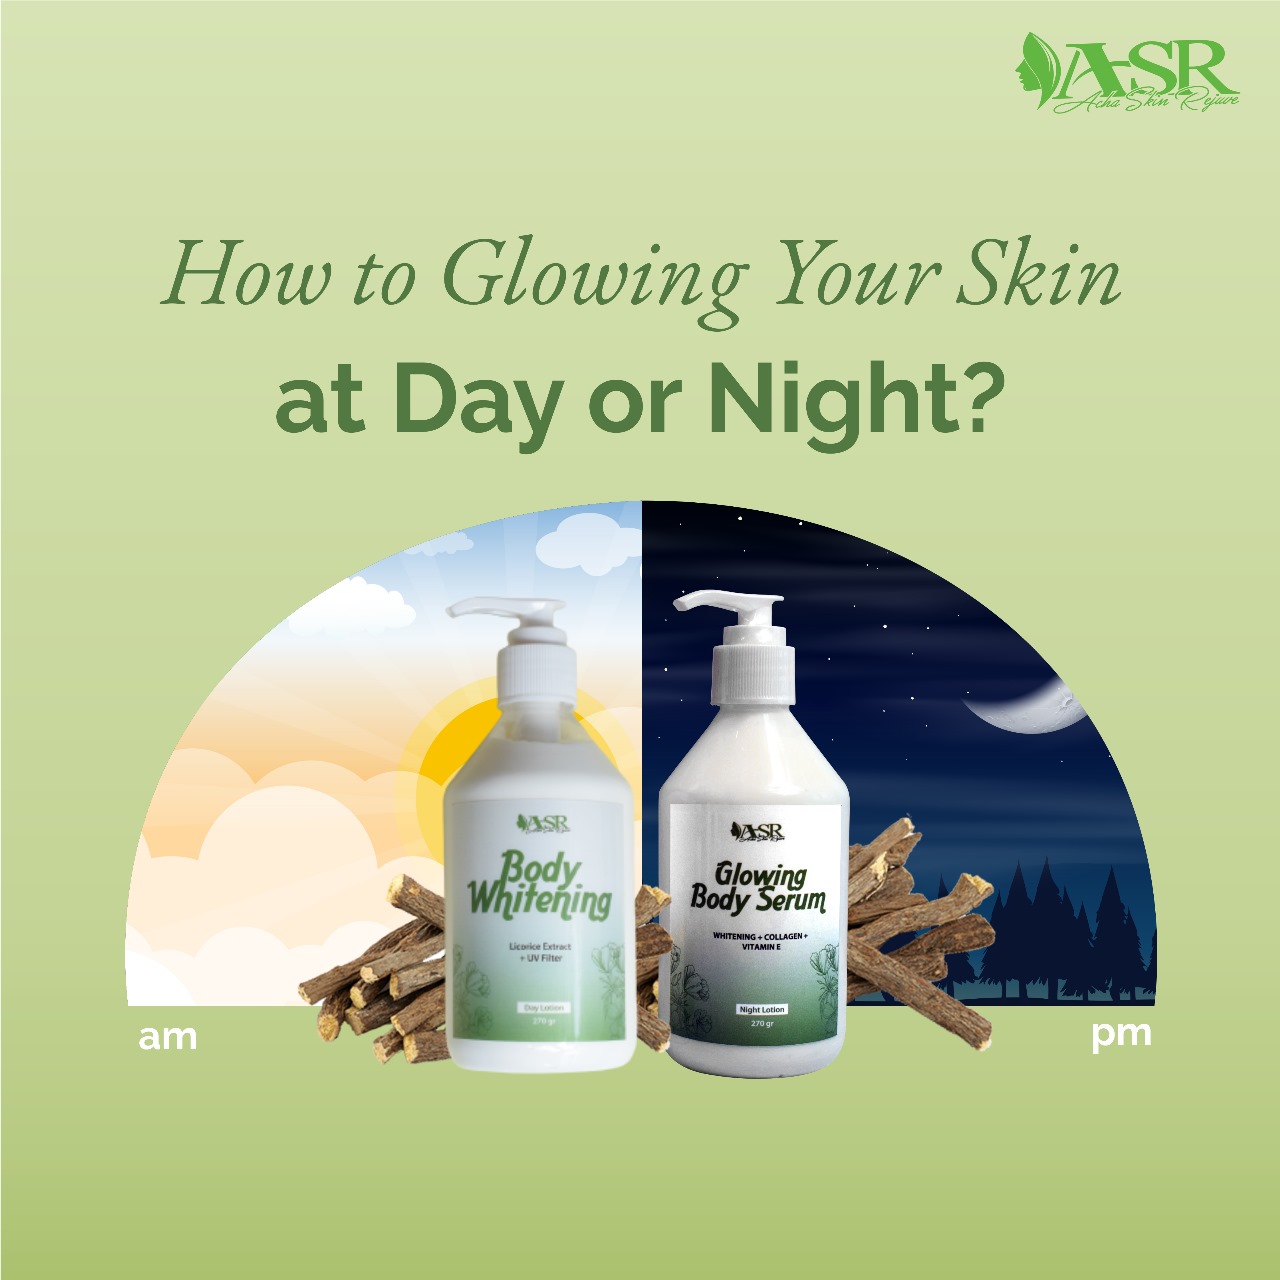 ASR
Acha Skin Rejuve
How to Glowing Your Skin
at Day or Night?
ASR
Body
Whitening
Licorice Extract
+ UV Filter
Day Lotion
270 gr
ASR
Glowing
Body Serum
WHITENING + COLLAGEN +
VITAMIN E
Night Lotion
270 gr
am
pm